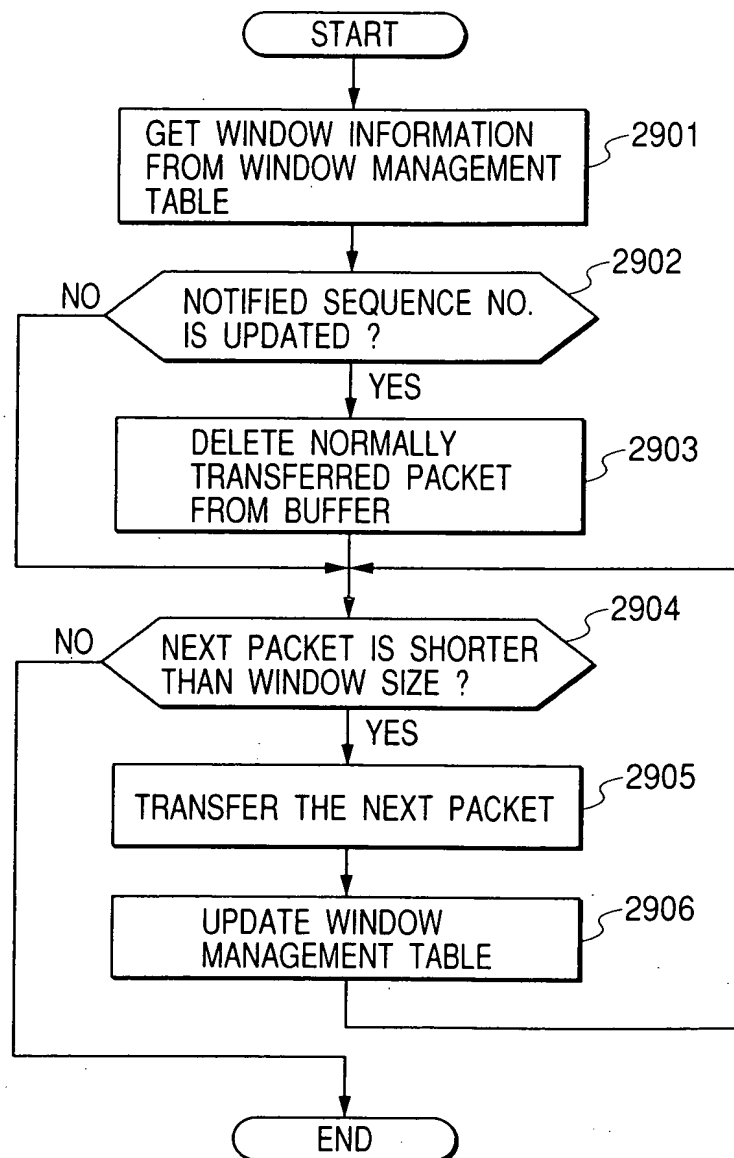 START
GET WINDOW INFORMATION
FROM WINDOW MANAGEMENT
TABLE
2901
2902
NO
NOTIFIED SEQUENCE NO.
IS UPDATED ?
YES
DELETE NORMALLY
TRANSFERRED PACKET
FROM BUFFER
2903
2904
NO
NEXT PACKET IS SHORTER
THAN WINDOW SIZE ?
YES
2905
TRANSFER THE NEXT PACKET
2906
UPDATE WINDOW
MANAGEMENT TABLE
END